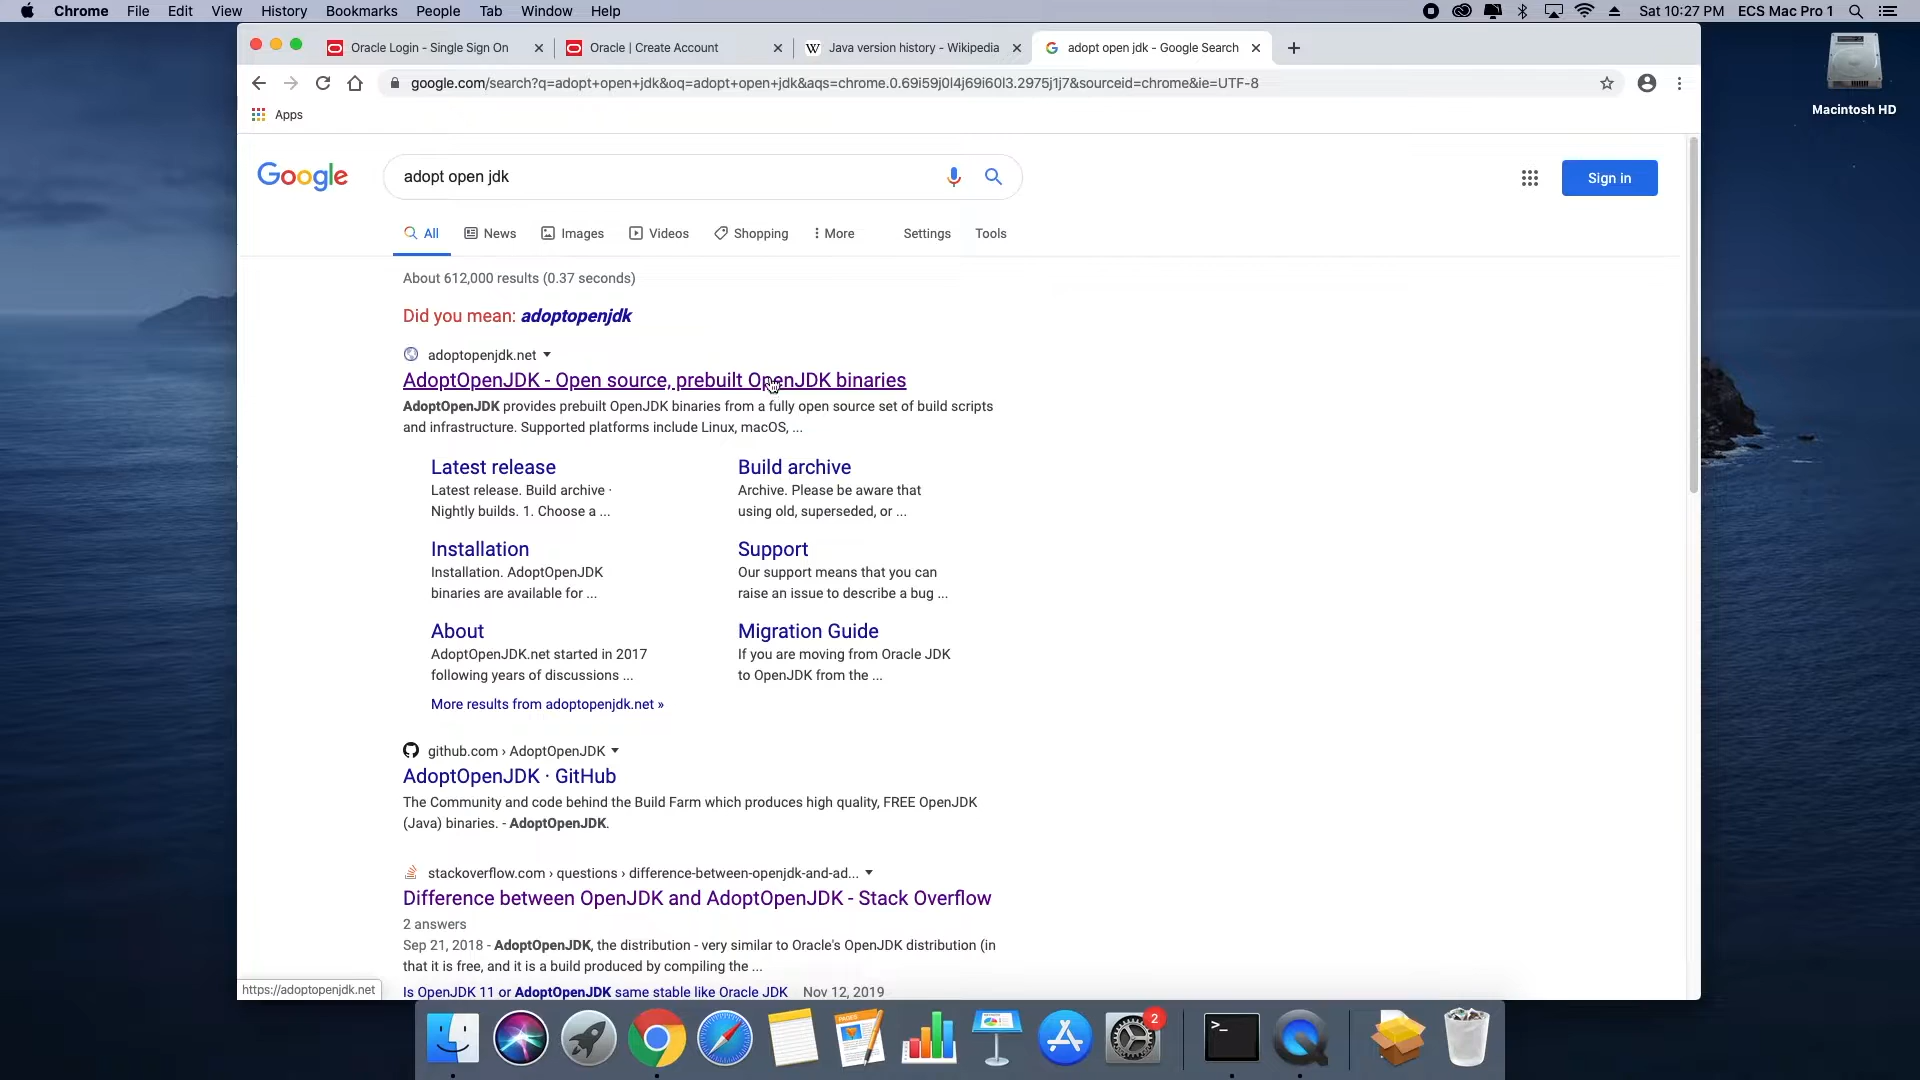 Chrome File Edit View History Bookmarks People Tab Window Help
Sat 10:27 PM ECS Mac Pro 1
Oracle Login - Single Sign On
Oracle | Create Account
W Java version history - Wikipedia
adopt open jdk - Google Search
google.com/search?q=adopt+open+jdk&oq=adopt+open+jdk&aqs=chrome.0.69i59j0l4j69i60l3.2975j1j7&sourceid=chrome&ie=UTF-8
Apps
Macintosh HD
Google
adopt open jdk
Sign in
All News Images Videos Shopping More Settings Tools
About 612,000 results (0.37 seconds)
Did you mean: adoptopenjdk
adoptopenjdk.net
AdoptOpenJDK - Open source, prebuilt OpenJDK binaries
AdoptOpenJDK provides prebuilt OpenJDK binaries from a fully open source set of build scripts
and infrastructure. Supported platforms include Linux, macOS, ...
Latest release
Latest release. Build archive ·
Nightly builds. 1. Choose a ...
Build archive
Archive. Please be aware that
using old, superseded, or ...
Installation
Installation. AdoptOpenJDK
binaries are available for ...
Support
Our support means that you can
raise an issue to describe a bug ...
About
AdoptOpenJDK.net started in 2017
following years of discussions ...
Migration Guide
If you are moving from Oracle JDK
to OpenJDK from the ...
More results from adoptopenjdk.net »
github.com › AdoptOpenJDK
AdoptOpenJDK · GitHub
The Community and code behind the Build Farm which produces high quality, FREE OpenJDK
(Java) binaries. - AdoptOpenJDK.
stackoverflow.com › questions › difference-between-openjdk-and-ad...
Difference between OpenJDK and AdoptOpenJDK - Stack Overflow
2 answers
Sep 21, 2018 - AdoptOpenJDK, the distribution - very similar to Oracle's OpenJDK distribution (in
that it is free, and it is a build produced by compiling the ...
Is OpenJDK 11 or AdoptOpenJDK same stable like Oracle JDK Nov 12, 2019
https://adoptopenjdk.net
PAGES
2
>_